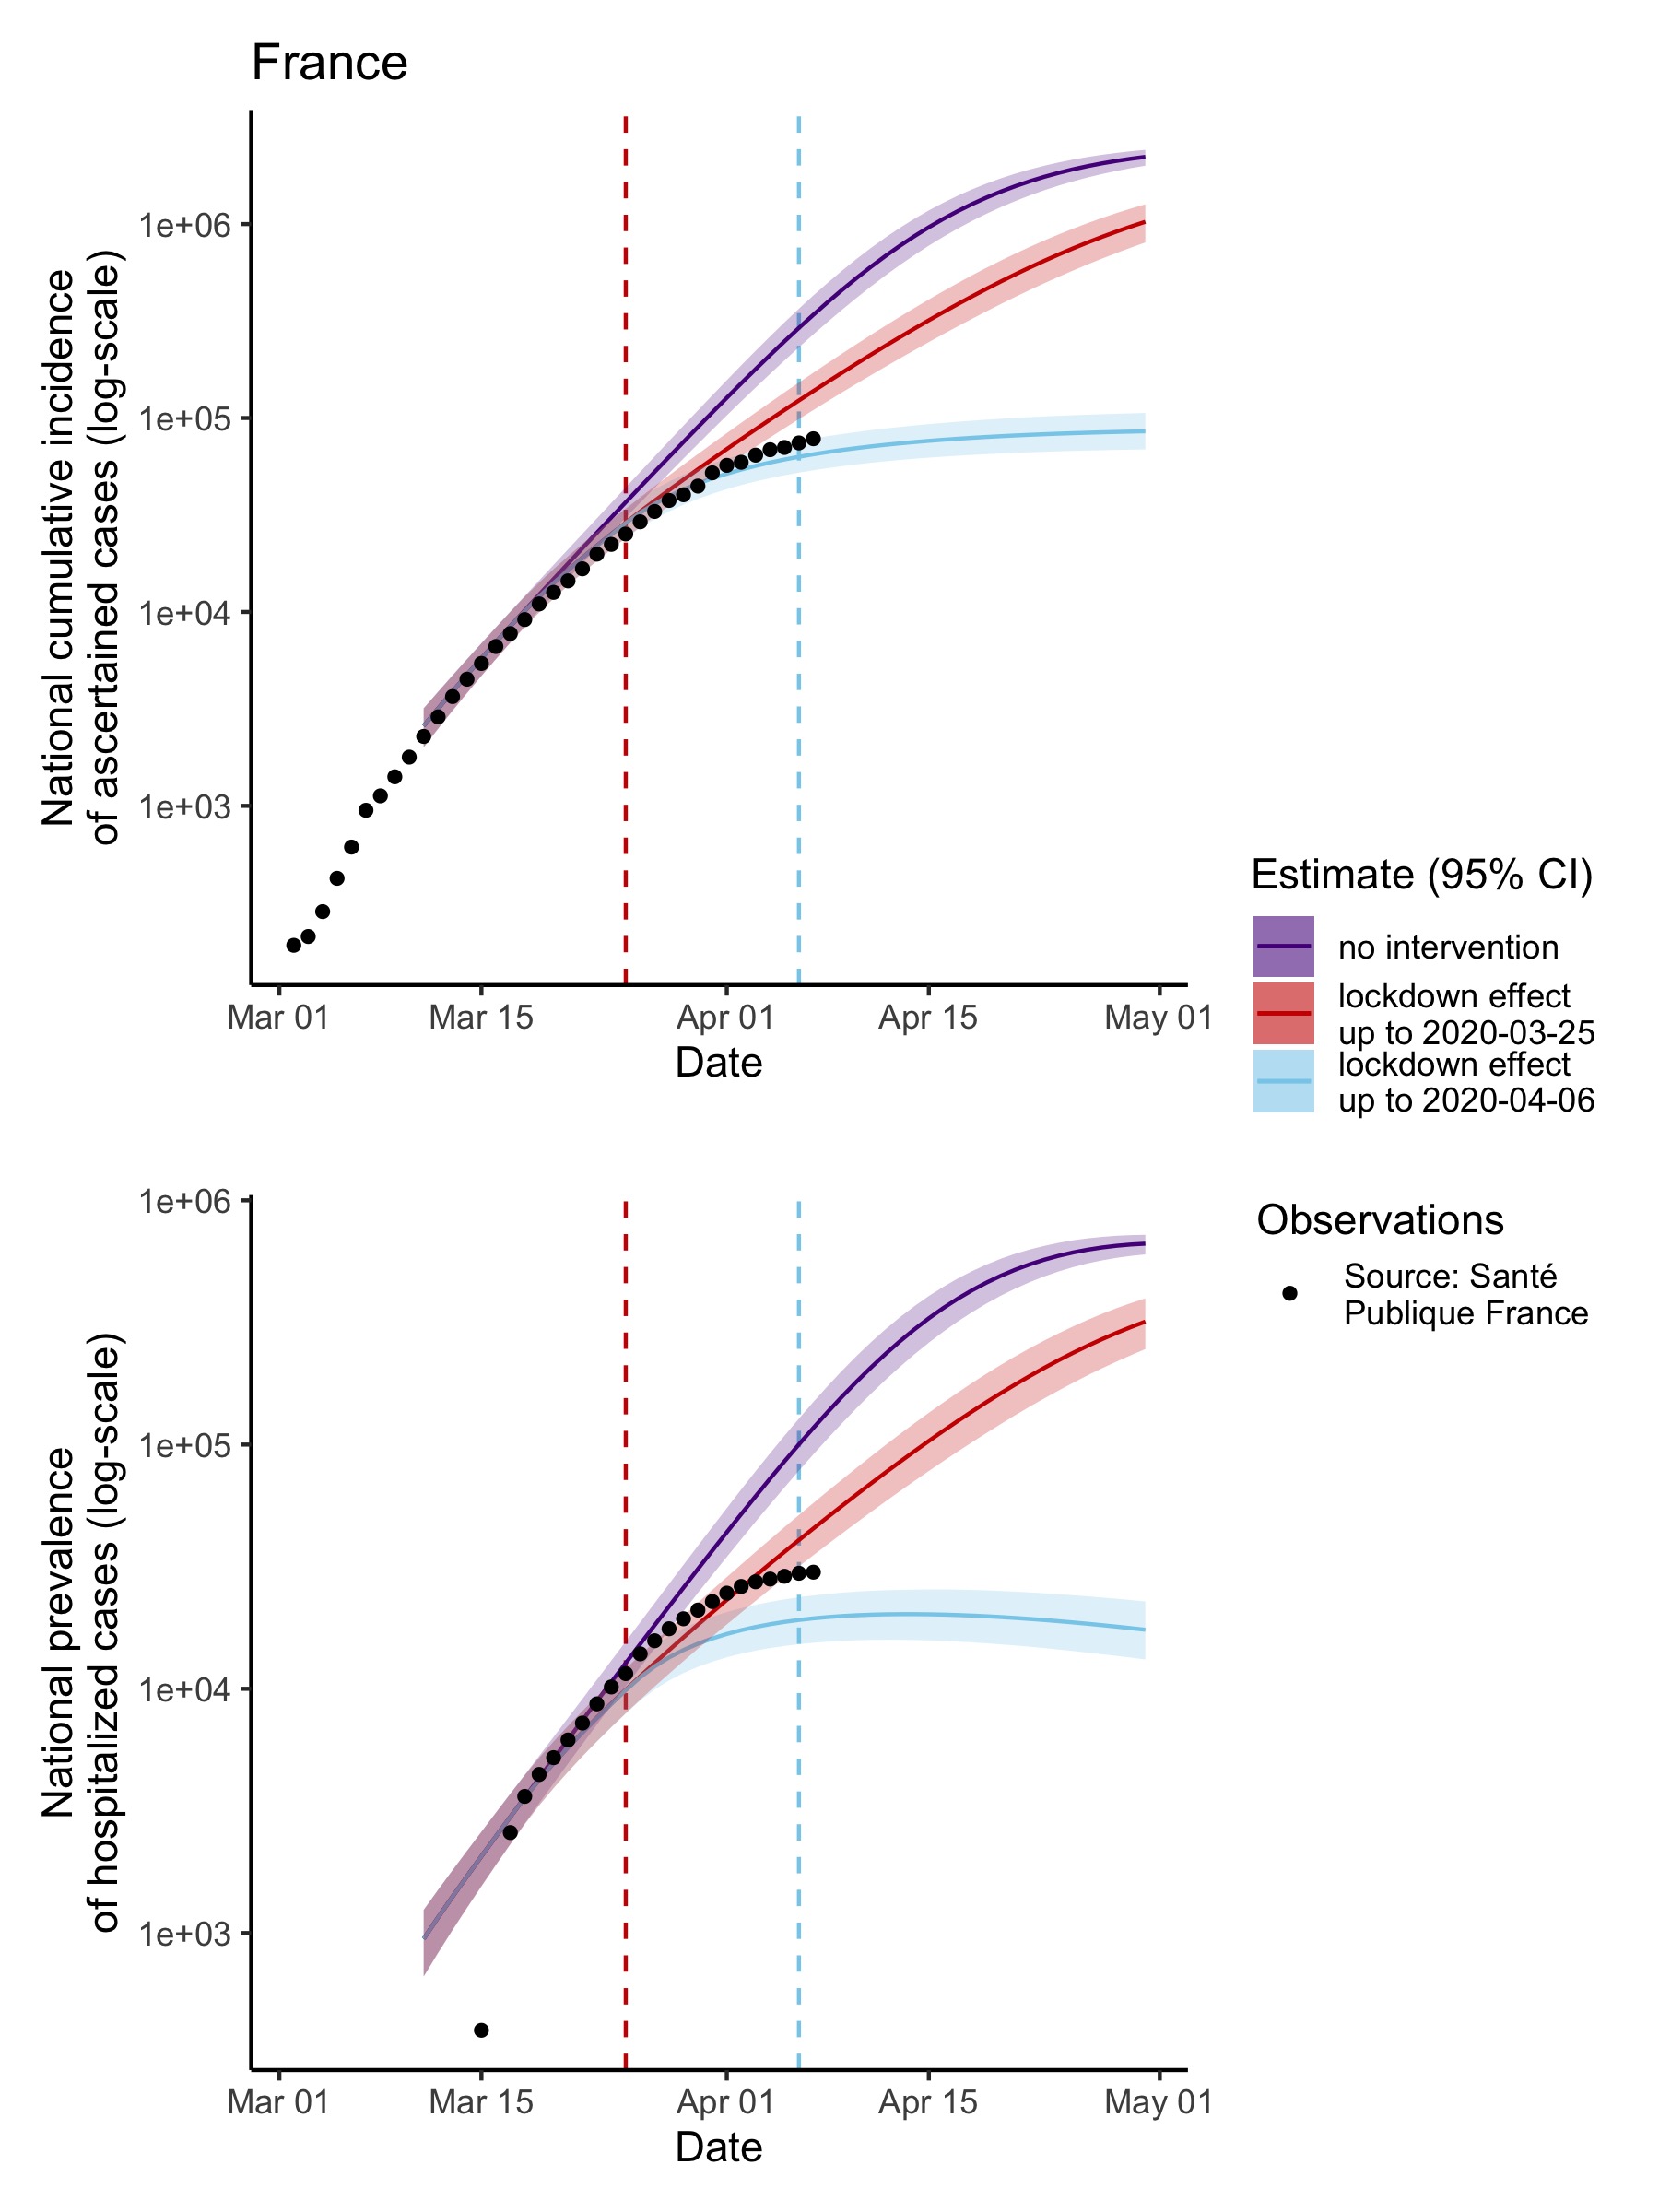 France
National cumulative incidence
of ascertained cases (log-scale)
1e+06
1e+05
1e+04
1e+03
Mar 01
Mar 15
Apr 01
Apr 15
May 01
Date
Estimate (95% CI)
no intervention
lockdown effect
up to 2020-03-25
lockdown effect
up to 2020-04-06
Observations
Source: Santé
Publique France
National prevalence
of hospitalized cases (log-scale)
1e+06
1e+05
1e+04
1e+03
Mar 01
Mar 15
Apr 01
Apr 15
May 01
Date